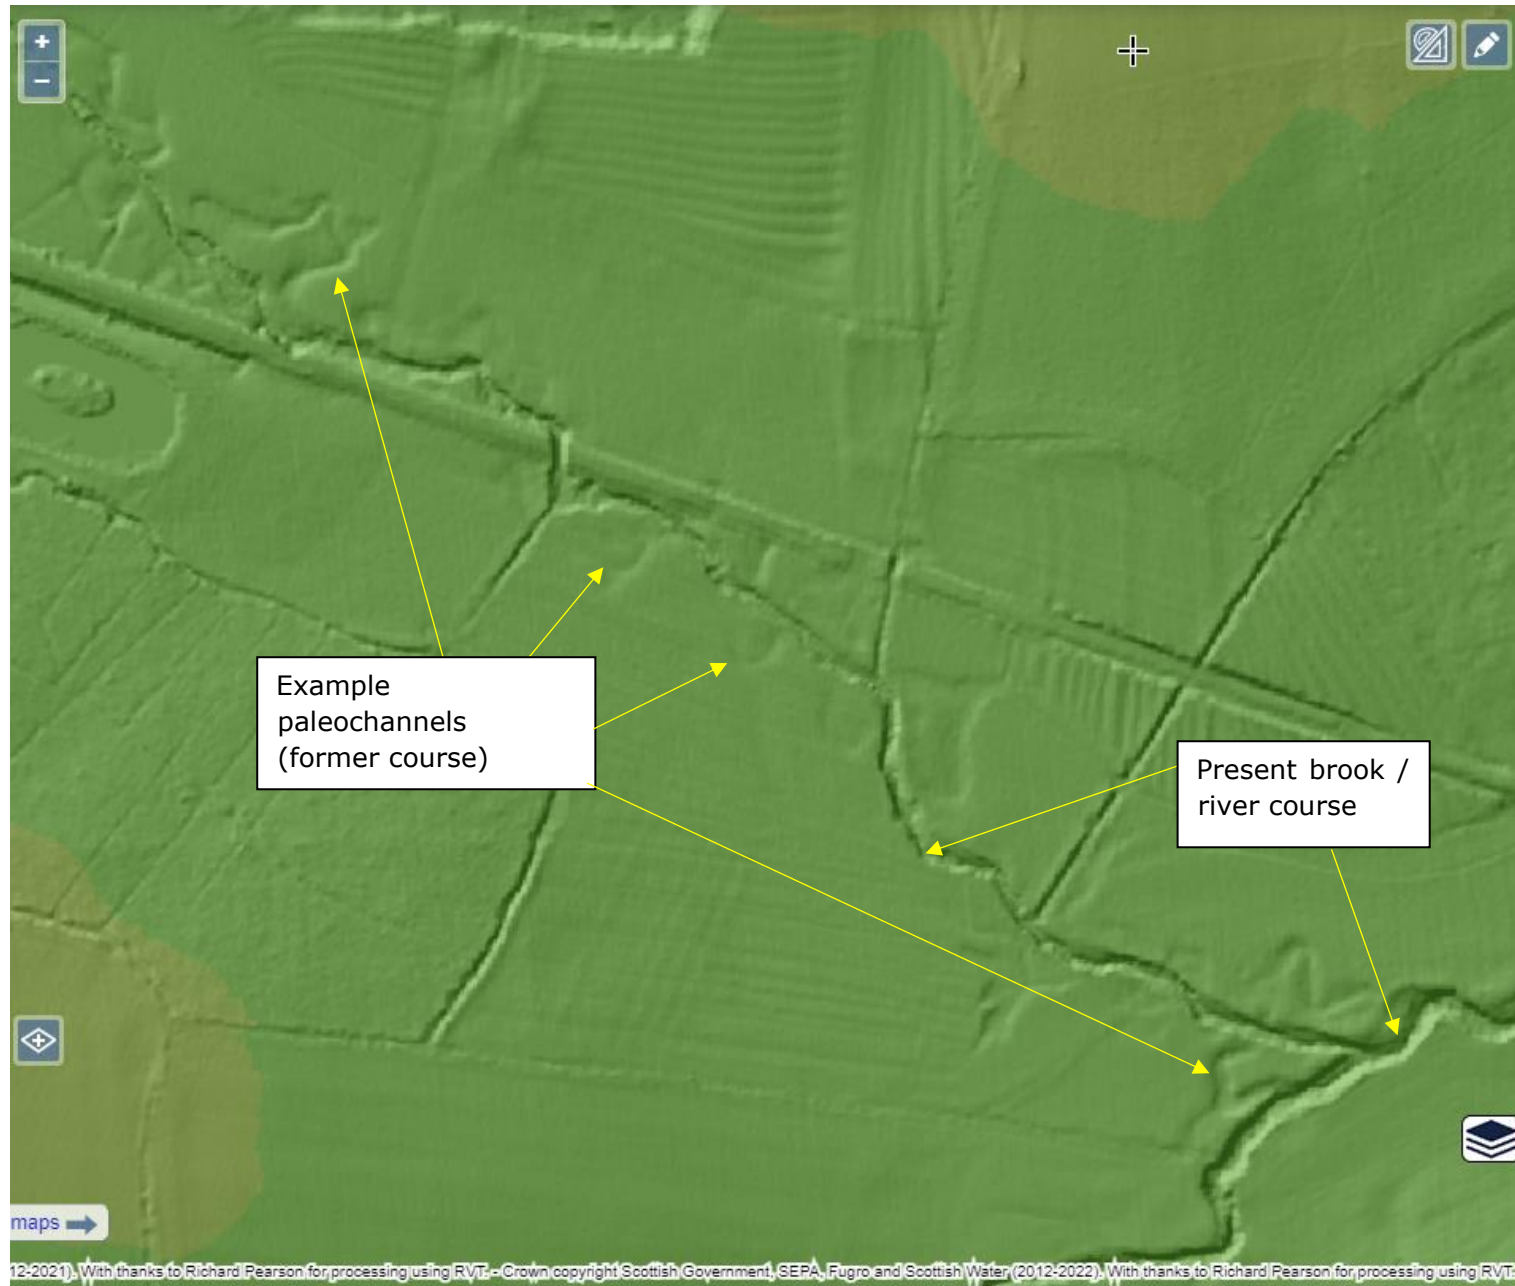 +
−
Example
paleochannels
(former course)
Present brook /
river course
maps
12-2021). With thanks to Richard Pearson for processing using RVT. - Crown copyright Scottish Government, SEPA, Fugro and Scottish Water (2012-2022). With thanks to Richard Pearson for processing using RVT.